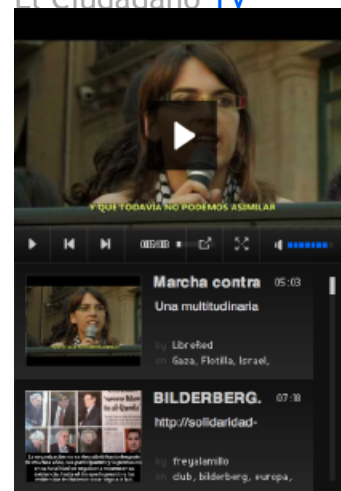 El Ciudadano TV
Y QUE TODAVÍA NO PODEMOS ASIMILAR
Marcha contra 05:03
Una multitudinaria
by LibreRed
en Gaza, Flotilla, Israel,
BILDERBERG. 07:18
http://solidaridad-
by freyalamillo
en club, bilderberg, europa,